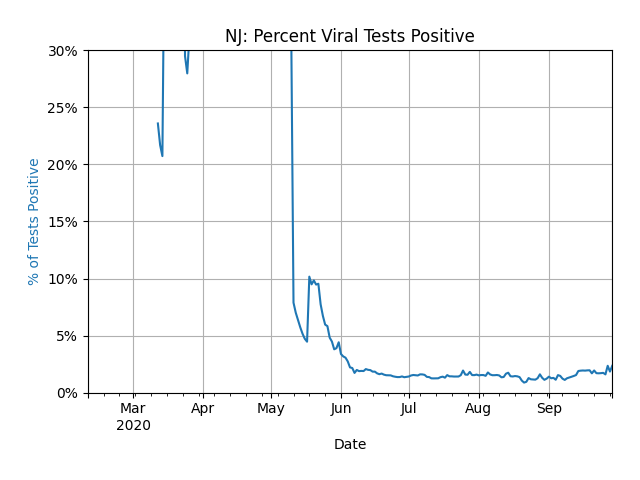 NJ: Percent Viral Tests Positive
30%
25%
20%
15%
10%
5%
0%
% of Tests Positive
Mar Apr May Jun Jul Aug Sep
2020
Date